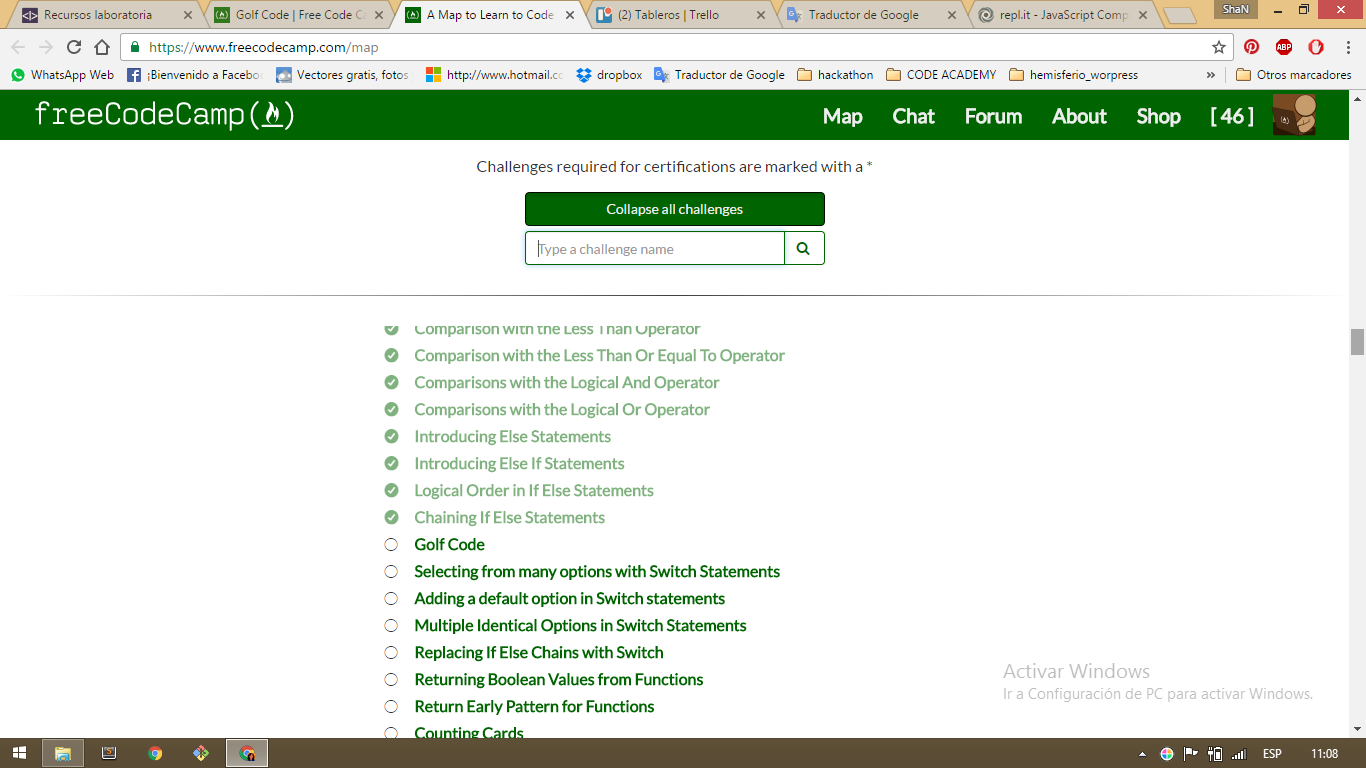 Recursos laboratoria
Golf Code | Free Code Ca
A Map to Learn to Code
(2) Tableros | Trello
Traductor de Google
repl.it - JavaScript Comp
ShaN
https://www.freecodecamp.com/map
ABP
WhatsApp Web
¡Bienvenido a Facebo
Vectores gratis, fotos
http://www.hotmail.cc
dropbox
Traductor de Google
hackathon
CODE ACADEMY
hemisferio_worpress
»
Otros marcadores
freeCodeCamp
Map
Chat
Forum
About
Shop
[ 46 ]
Challenges required for certifications are marked with a *
Collapse all challenges
Type a challenge name
Comparison with the Less Than Operator
Comparison with the Less Than Or Equal To Operator
Comparisons with the Logical And Operator
Comparisons with the Logical Or Operator
Introducing Else Statements
Introducing Else If Statements
Logical Order in If Else Statements
Chaining If Else Statements
Golf Code
Selecting from many options with Switch Statements
Adding a default option in Switch statements
Multiple Identical Options in Switch Statements
Replacing If Else Chains with Switch
Returning Boolean Values from Functions
Return Early Pattern for Functions
Counting Cards
Activar Windows
Ir a Configuración de PC para activar Windows.
ESP
11:08